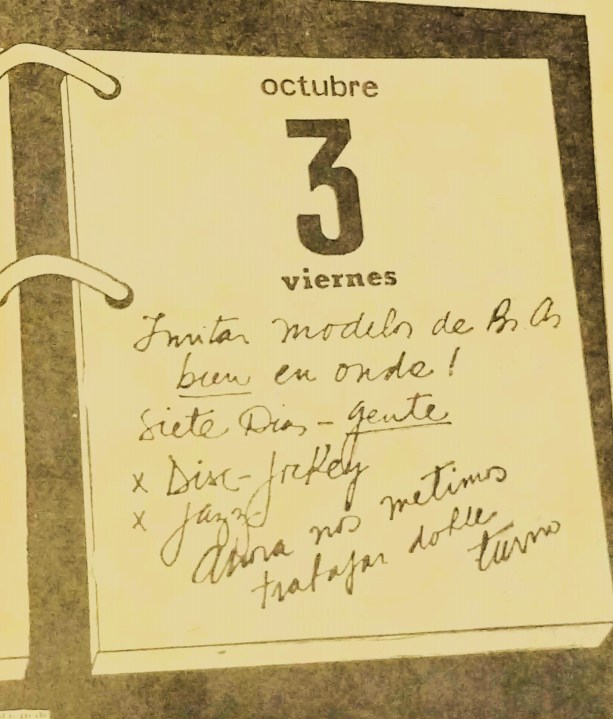 octubre
3
viernes
Invitar modelos de Bs As
bien en onda!
Siete Dias - gente
x Disc-Jockey
x Jazz
Ahora nos metimos
trabajar doble
turno